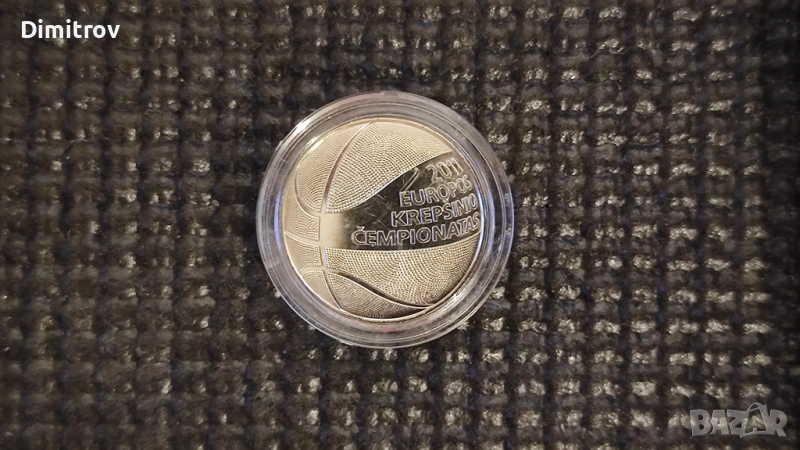 Dimitrov
2011
EUROPOS
KREPŠINIO
ČEMPIONATAS
BAZAR